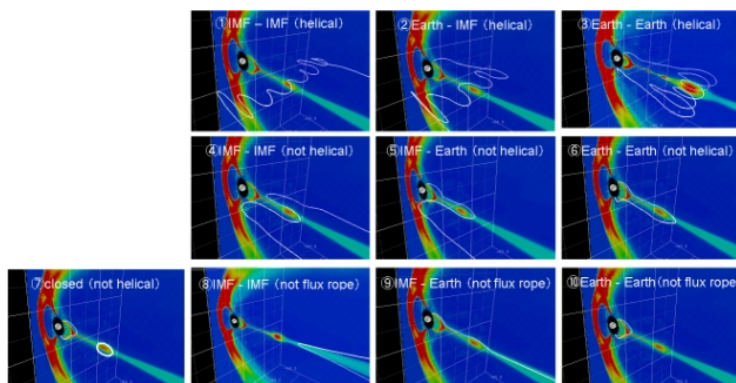 ①IMF – IMF (helical)
②Earth - IMF (helical)
③Earth - Earth (helical)
④IMF - IMF (not helical)
⑤IMF - Earth (not helical)
⑥Earth - Earth (not helical)
⑦closed (not helical)
⑧IMF - IMF (not flux rope)
⑨IMF - Earth (not flux rope)
⑩Earth - Earth (not flux rope)